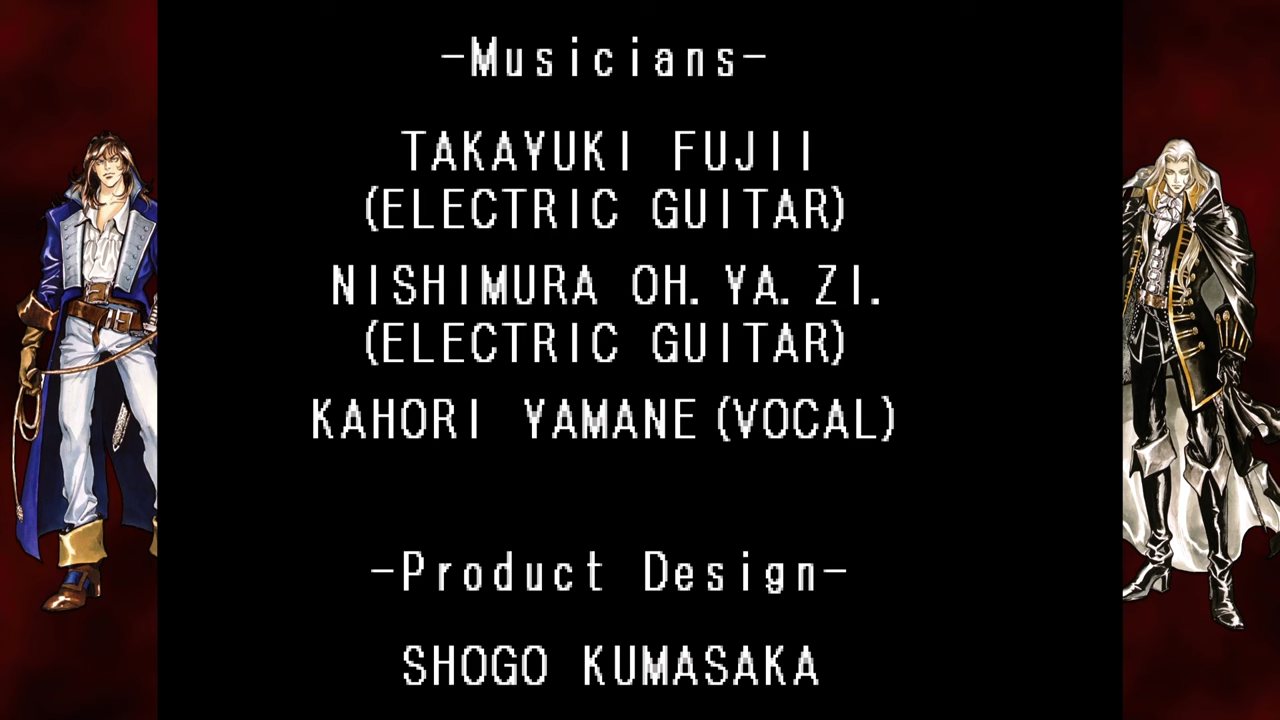 -Musicians-
TAKAYUKI FUJII
(ELECTRIC GUITAR)
NISHIMURA OH.YA.ZI.
(ELECTRIC GUITAR)
KAHORI YAMANE(VOCAL)
-Product Design-
SHOGO KUMASAKA